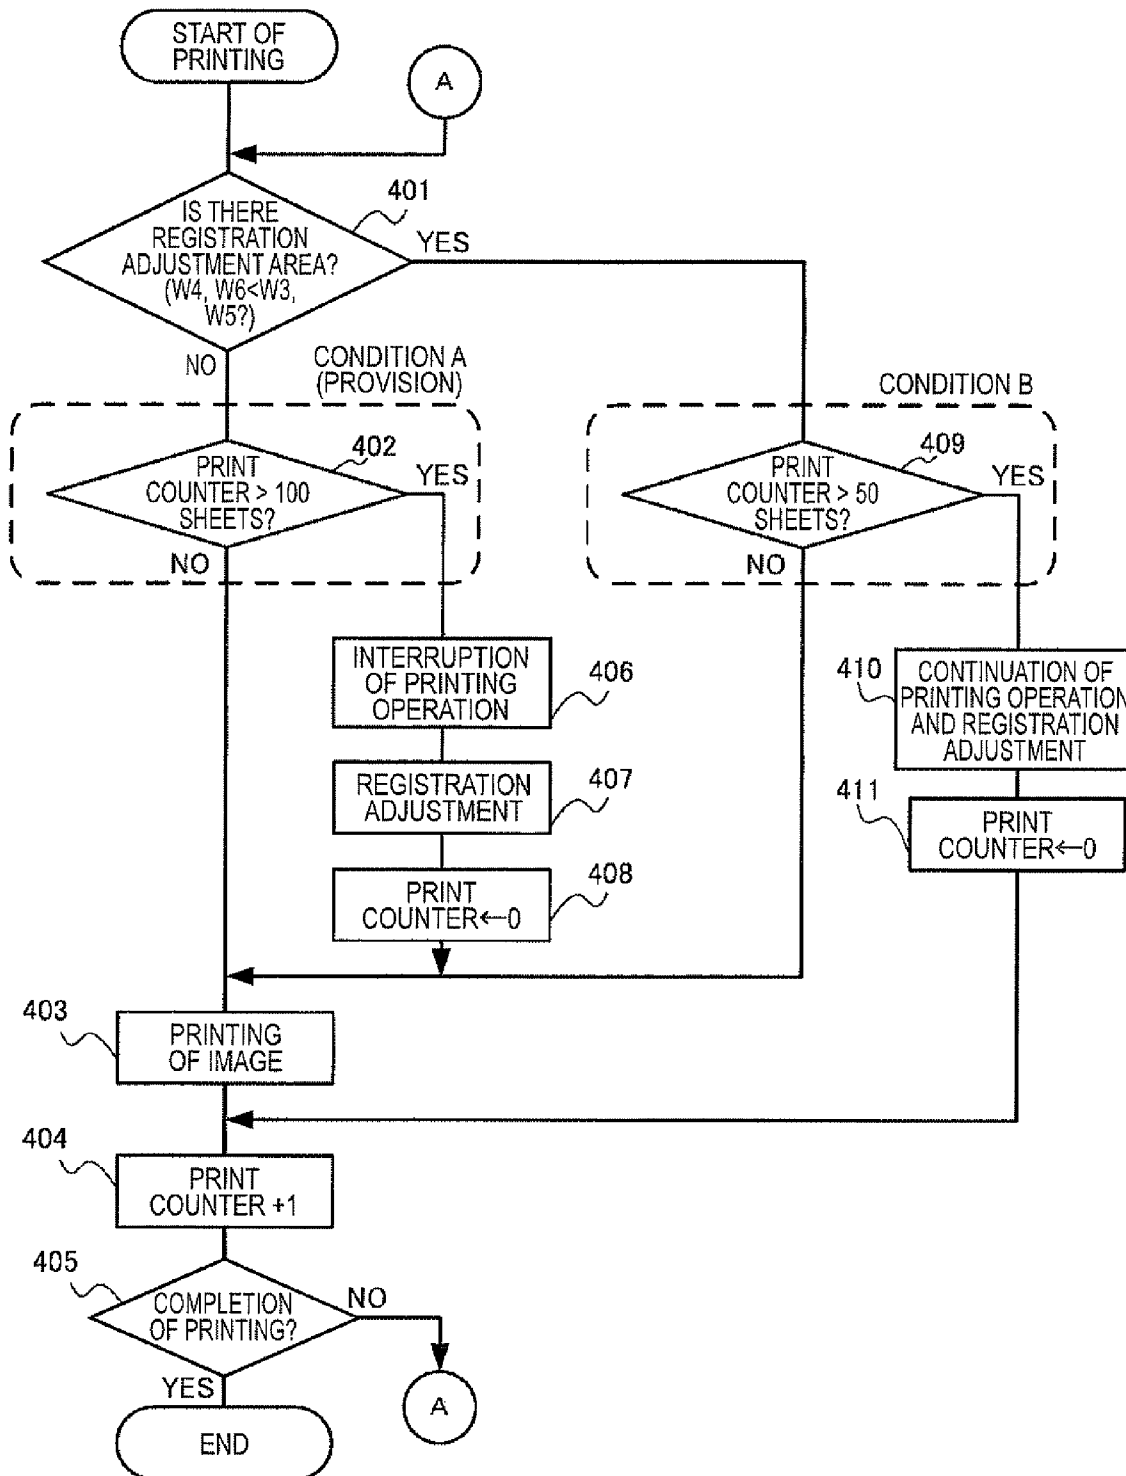 START OF
PRINTING
A
401
IS THERE
REGISTRATION
ADJUSTMENT AREA?
(W4, W6<W3,
W5?)
YES
NO
CONDITION A
(PROVISION)
CONDITION B
402
PRINT
COUNTER > 100
SHEETS?
YES
NO
409
PRINT
COUNTER > 50
SHEETS?
YES
NO
INTERRUPTION
OF PRINTING
OPERATION
406
410
CONTINUATION OF
PRINTING OPERATION
AND REGISTRATION
ADJUSTMENT
REGISTRATION
ADJUSTMENT
407
411
PRINT
COUNTER←0
PRINT
COUNTER←0
408
403
PRINTING
OF IMAGE
404
PRINT
COUNTER +1
405
COMPLETION
OF PRINTING?
NO
YES
A
END